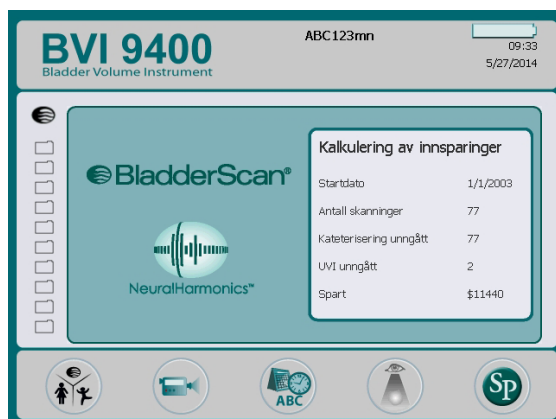 BVI 9400
Bladder Volume Instrument
ABC123mn
09:33
5/27/2014
BladderScan®
NeuralHarmonics™
Kalkulering av innsparinger
Startdato 1/1/2003
Antall skanninger 77
Kateterisering unngått 77
UVI unngått 2
Spart $11440
ABC
SP